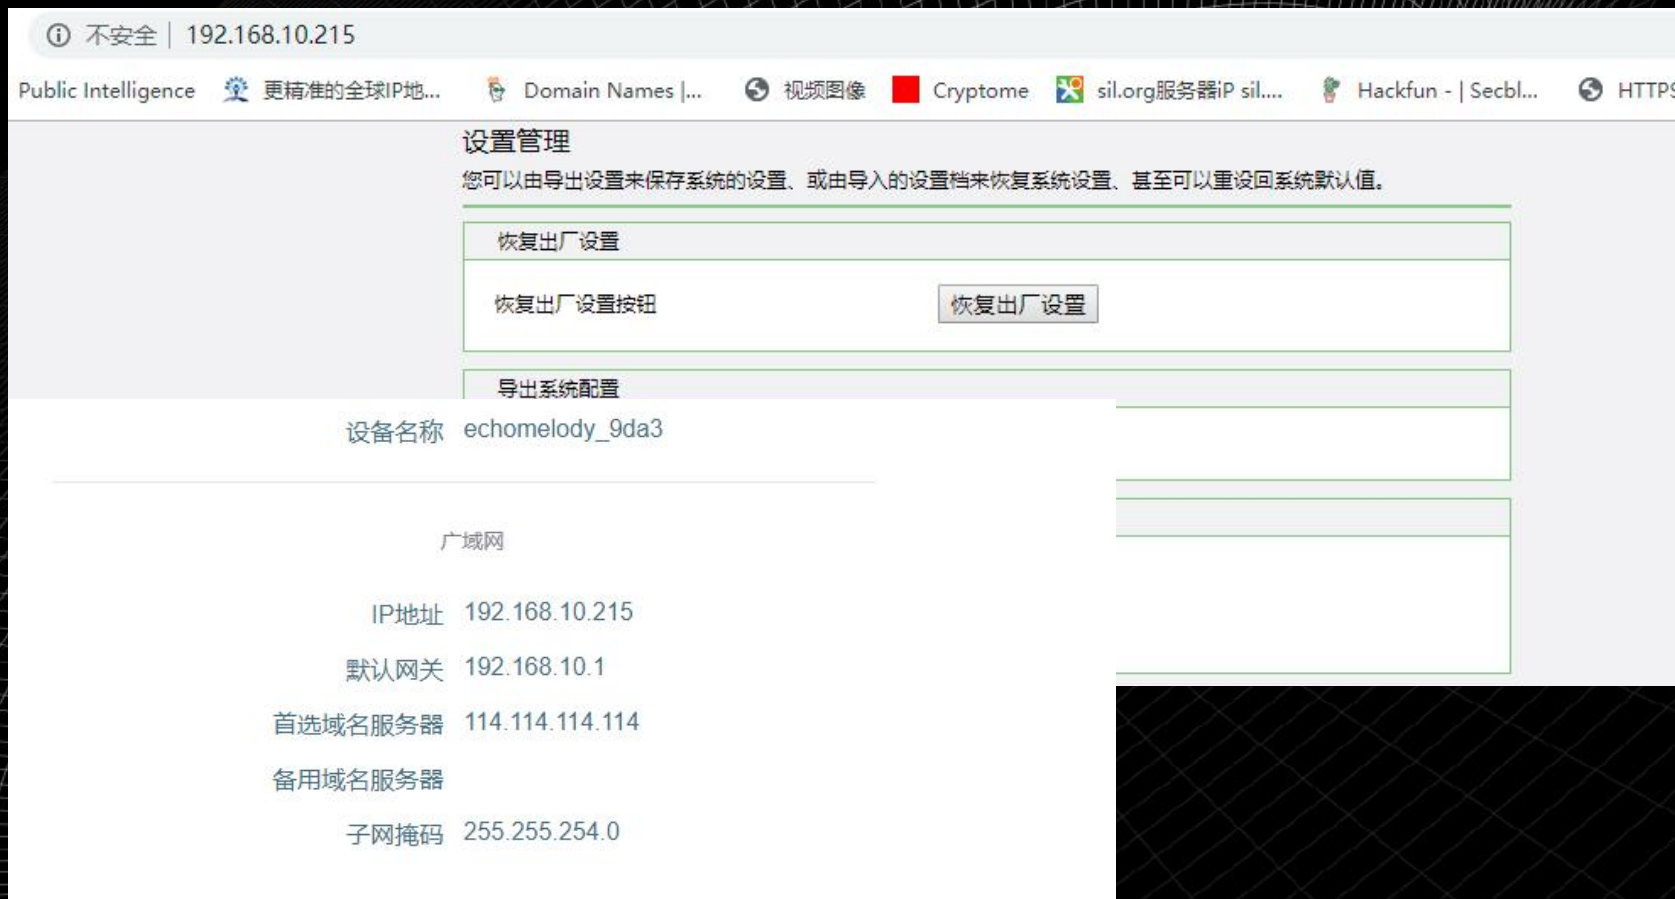 不安全 | 192.168.10.215
Public Intelligence 更精准的全球IP地... Domain Names |... 视频图像 Cryptome sil.org服务器iP sil.... Hackfun - | Secbl... HTTPS
设置管理
您可以由导出设置来保存系统的设置、或由导入的设置档来恢复系统设置、甚至可以重设回系统默认值。
恢复出厂设置
恢复出厂设置按钮 恢复出厂设置
导出系统配置
设备名称 echomelody_9da3
广域网
IP地址 192.168.10.215
默认网关 192.168.10.1
首选域名服务器 114.114.114.114
备用域名服务器
子网掩码 255.255.254.0